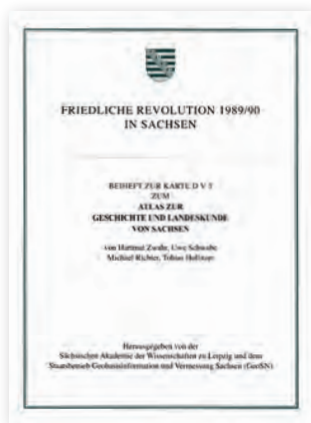 FRIEDLICHE REVOLUTION 1989/90
IN SACHSEN
BEIHEFT ZUR KARTE D V
ZUM
ATLAS ZUR
GESCHICHTE UND LANDESKUNDE
VON SACHSEN
von Hartmut Zwahr, Uwe Schwabe
Michael Richter, Tobias
Herausgegeben von der
Sächsischen Akademie der Wissenschaften zu Leipzig und dem
Staatsbetrieb Geobasisinformation und Vermessung Sachsen (GeoSN)